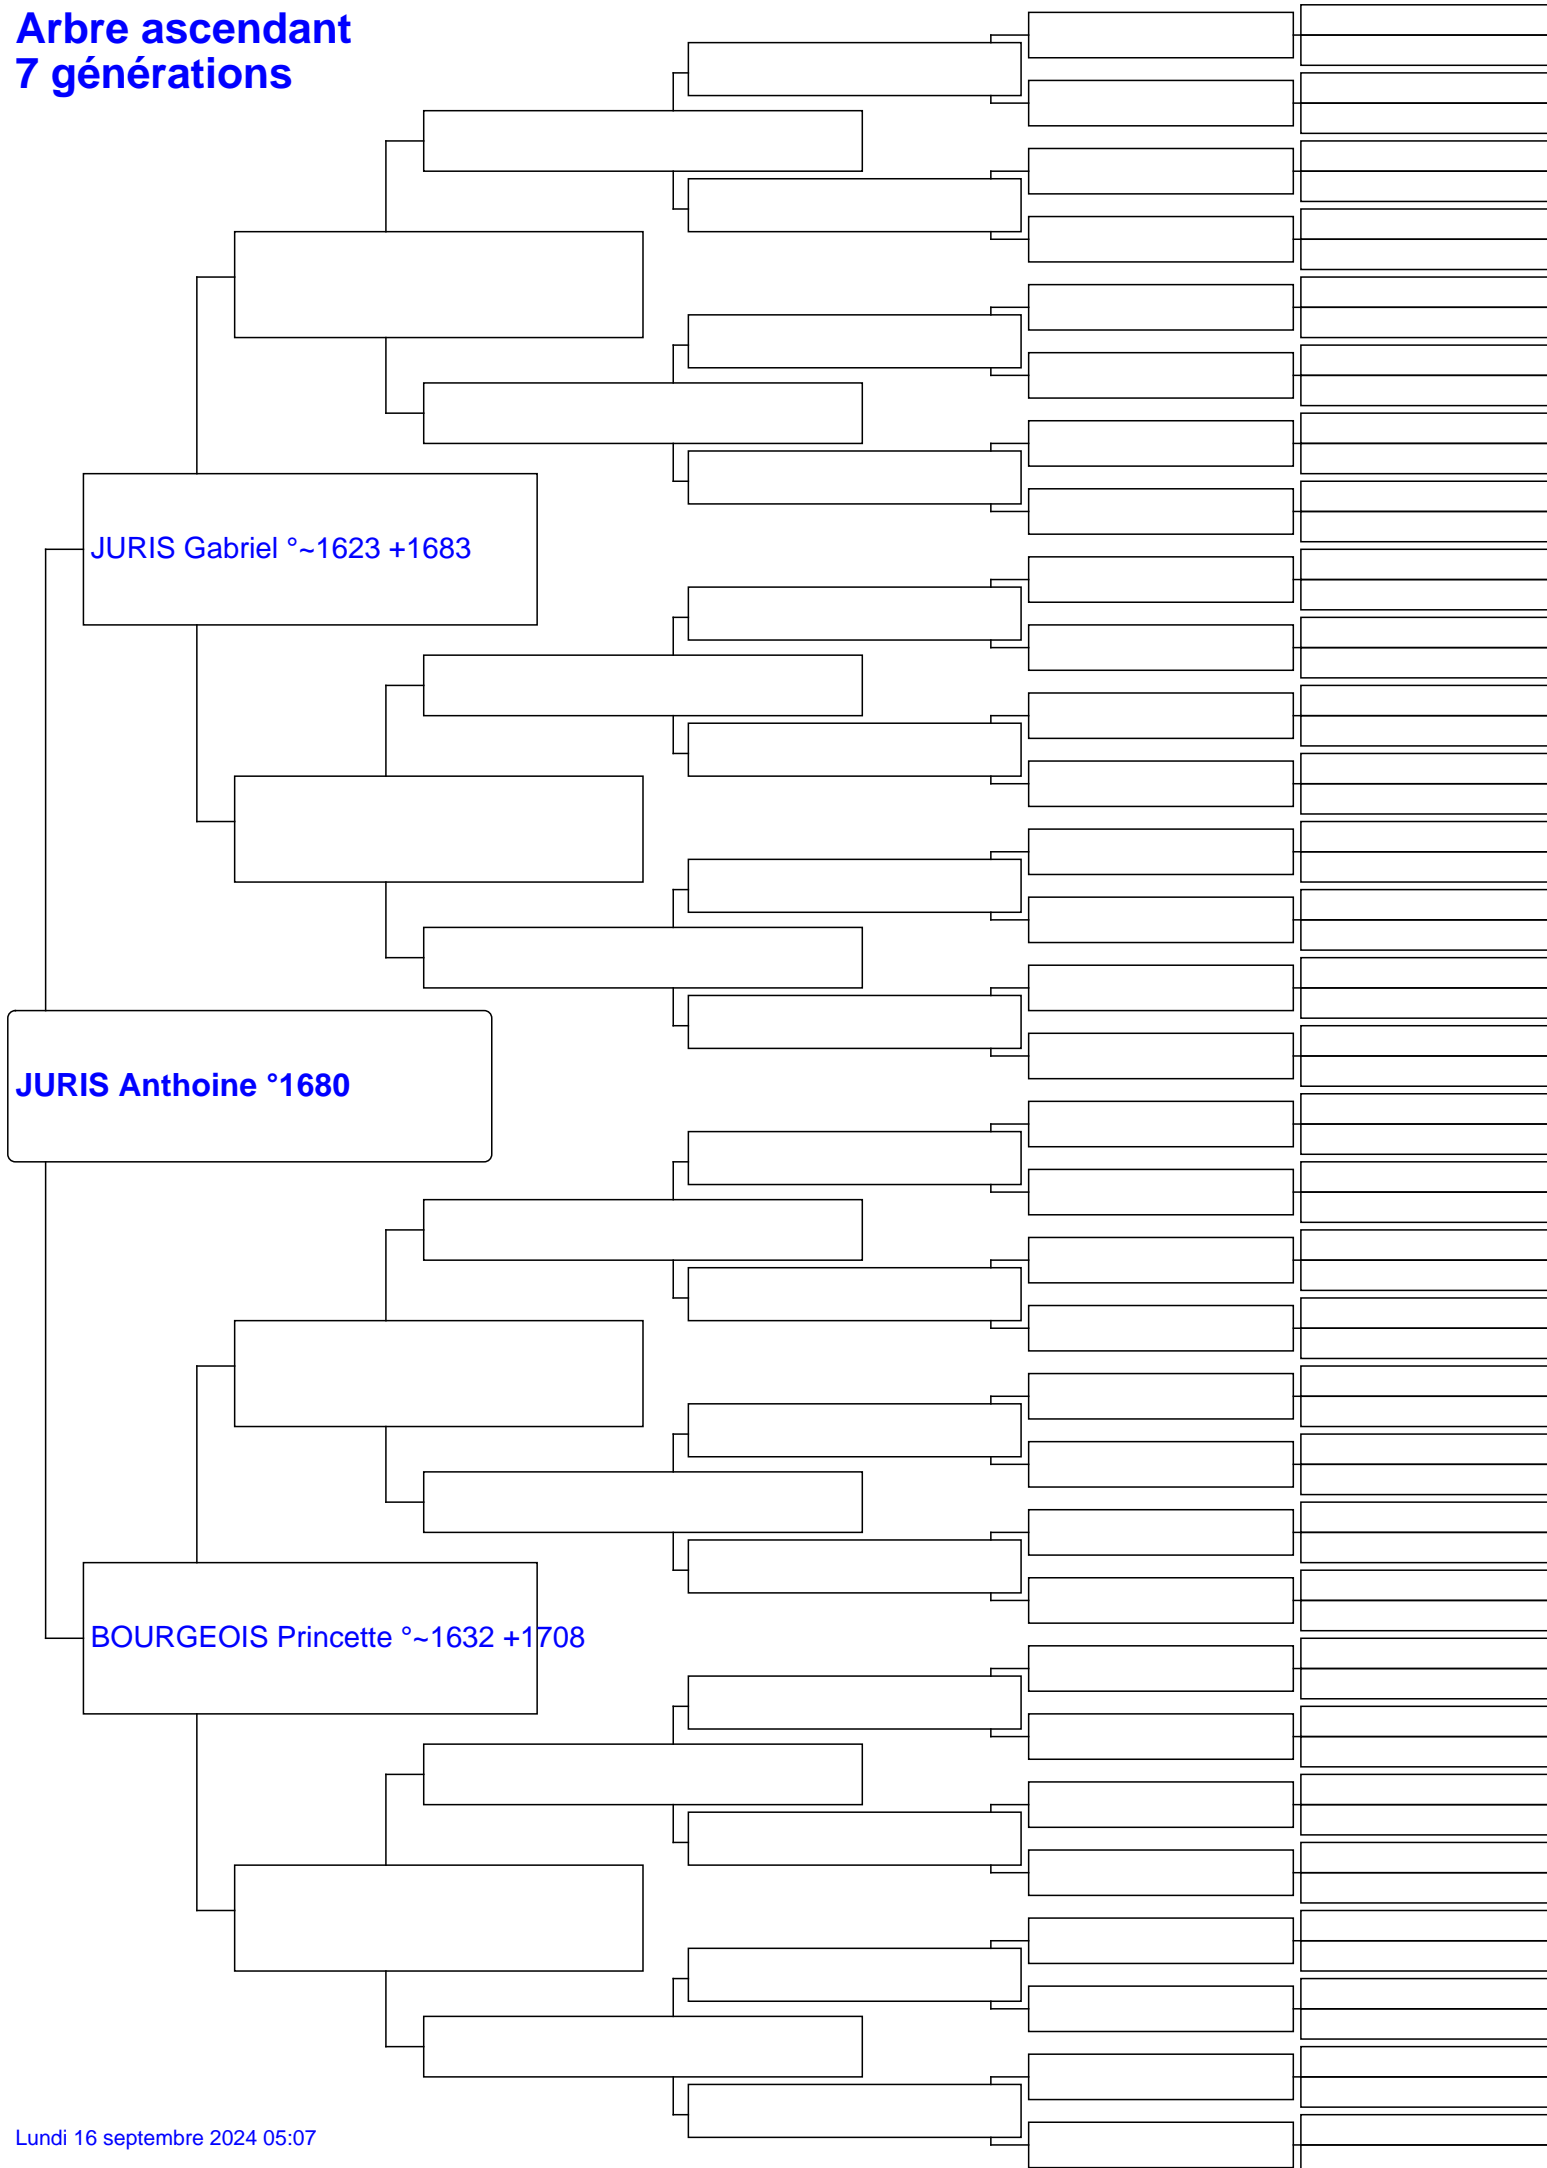 Arbre ascendant
7 générations
JURIS Gabriel °~1623 +1683
JURIS Anthoine °1680
BOURGEOIS Princette °~1632 +1708
Lundi 16 septembre 2024 05:07